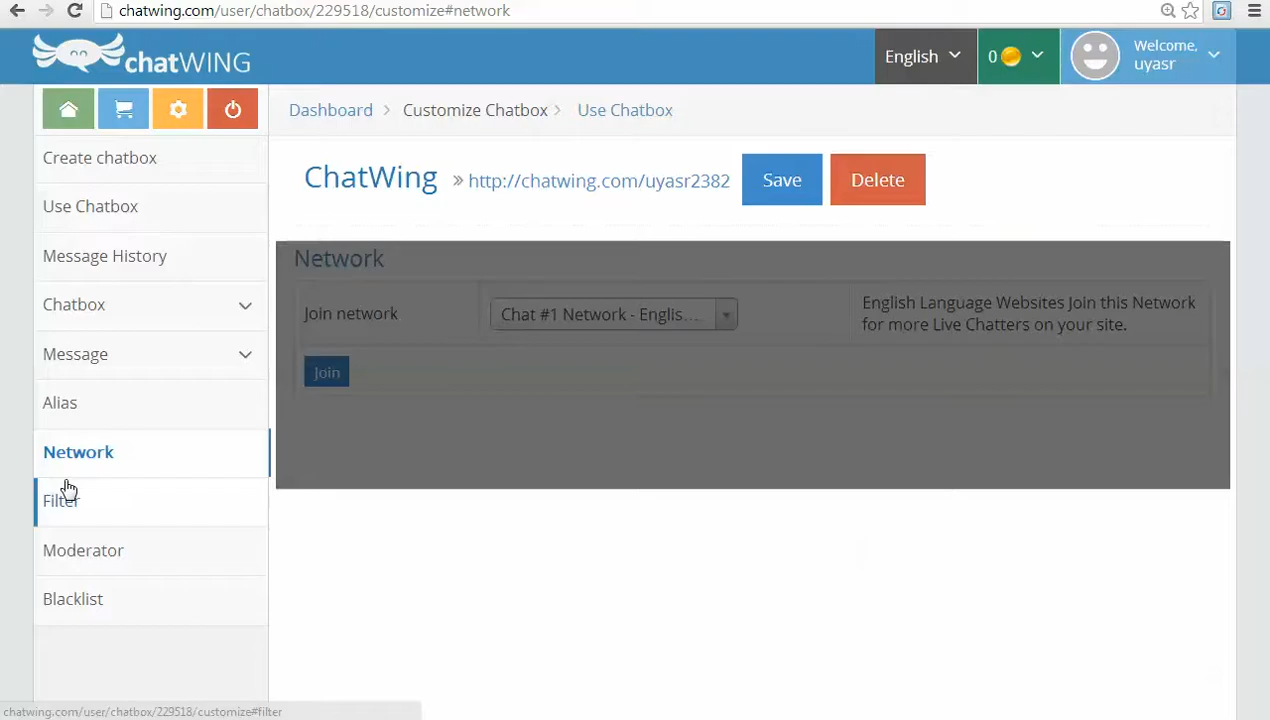 chatwing.com/user/chatbox/229518/customize#network
chatWING
English
0
Welcome,
uyasr
Dashboard
Customize Chatbox
Use Chatbox
Create chatbox
Use Chatbox
Message History
Chatbox
Message
Alias
Network
Filter
Moderator
Blacklist
ChatWing » http://chatwing.com/uyasr2382 Save Delete
Network
Join network
Chat #1 Network - Englis...
English Language Websites Join this Network
for more Live Chatters on your site.
Join
chatwing.com/user/chatbox/229518/customize#filter